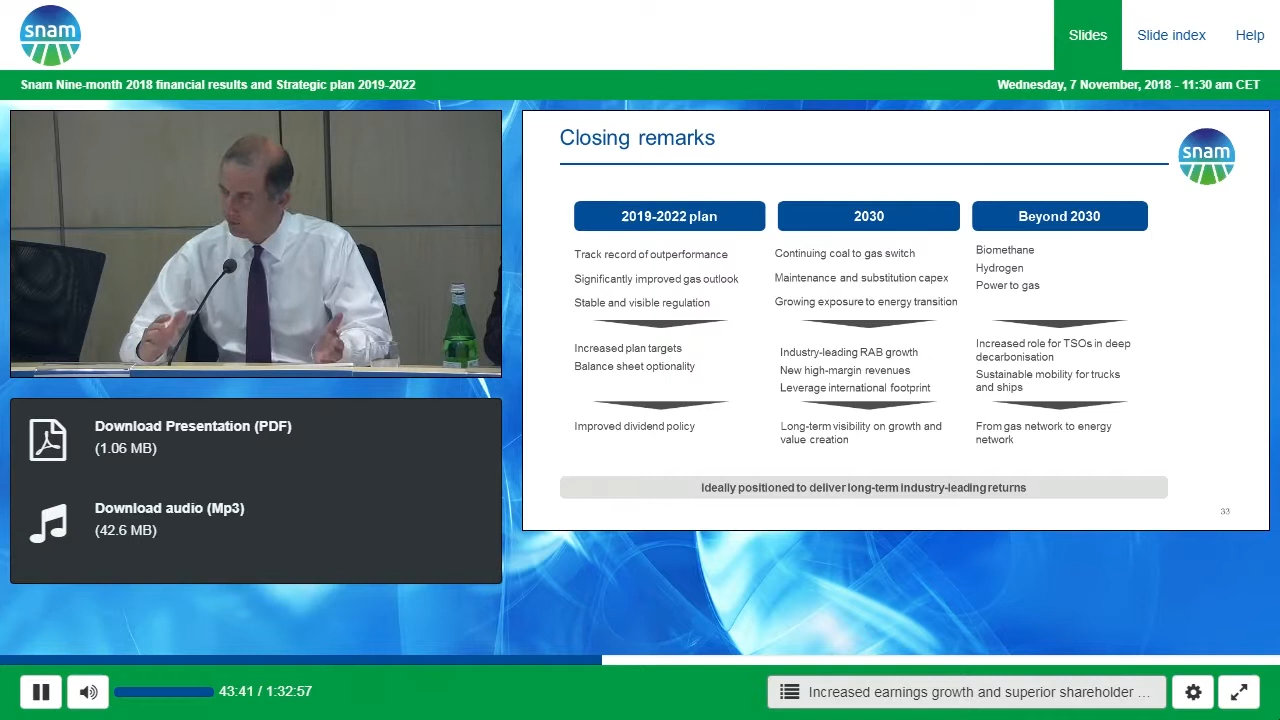 snam
Slides
Slide index
Help
Snam Nine-month 2018 financial results and Strategic plan 2019-2022
Wednesday, 7 November, 2018 - 11:30 am CET
Closing remarks
snam
2019-2022 plan
2030
Beyond 2030
Track record of outperformance
Significantly improved gas outlook
Stable and visible regulation
Continuing coal to gas switch
Maintenance and substitution capex
Growing exposure to energy transition
Biomethane
Hydrogen
Power to gas
Increased plan targets
Balance sheet optionality
Industry-leading RAB growth
New high-margin revenues
Leverage international footprint
Increased role for TSOs in deep
decarbonisation
Sustainable mobility for trucks
and ships
Improved dividend policy
Long-term visibility on growth and
value creation
From gas network to energy
network
Ideally positioned to deliver long-term industry-leading returns
33
Download Presentation (PDF)
(1.06 MB)
Download audio (Mp3)
(42.6 MB)
43:41 / 1:32:57
Increased earnings growth and superior shareholder ...